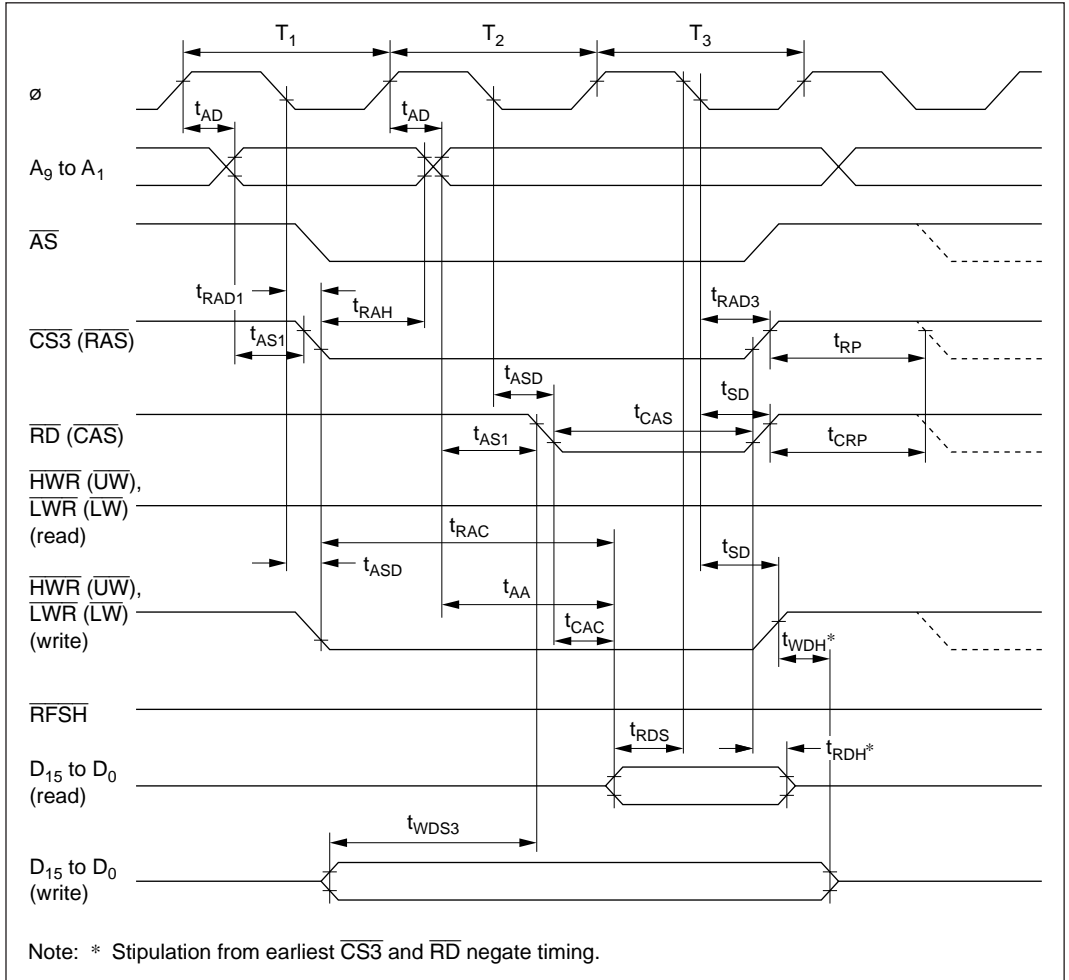 T1 T2 T3
ø
tAD tAD
A9 to A1
AS
tRAD1 tRAH tRAD3
CS3 (RAS) tAS1 tRP
tASD tSD
RD (CAS) tCAS
tAS1 tCRP
HWR (UW),
LWR (LW)
(read)
tRAC
tASD tSD
HWR (UW),
LWR (LW)
(write)
tAA
tCAC
tWDH*
RFSH
tRDS tRDH*
D15 to D0
(read)
tWDS3
D15 to D0
(write)
Note: * Stipulation from earliest CS3 and RD negate timing.